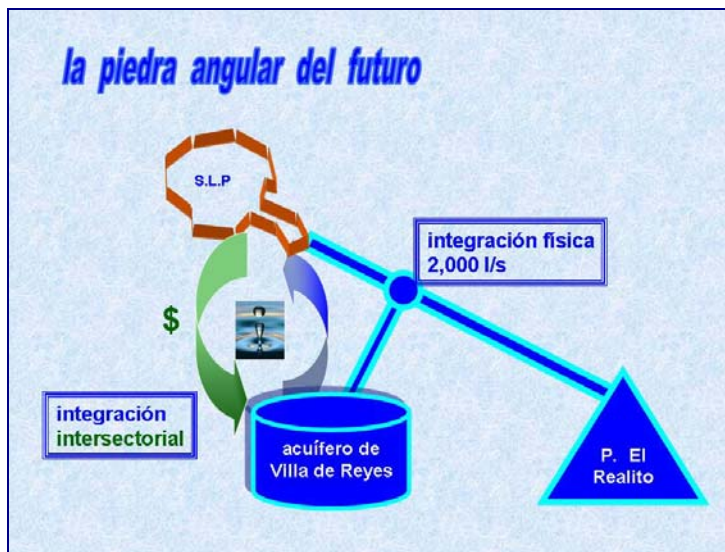 la piedra angular del futuro
S.L.P
integración física
2,000 l/s
$
integración
intersectorial
acuífero de
Villa de Reyes
P. El
Realito